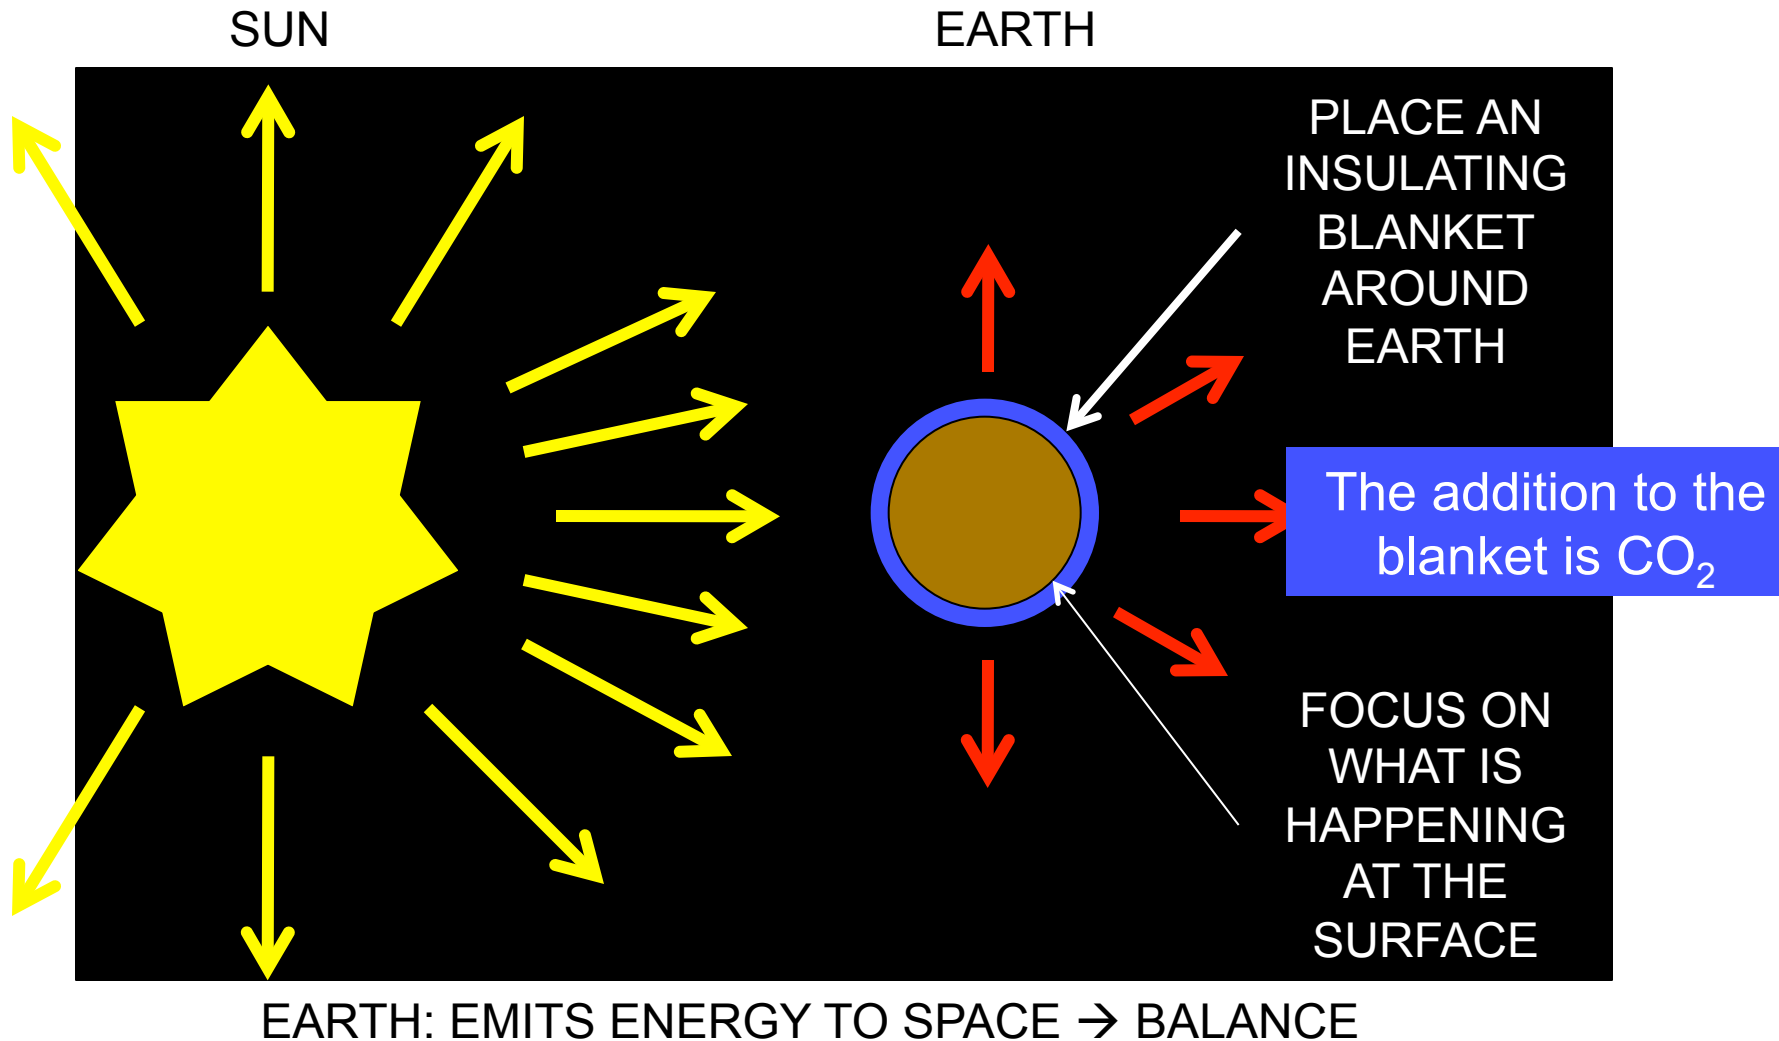 SUN
EARTH
PLACE AN
INSULATING
BLANKET
AROUND
EARTH
The addition to the
blanket is CO₂
FOCUS ON
WHAT IS
HAPPENING
AT THE
SURFACE
EARTH: EMITS ENERGY TO SPACE → BALANCE